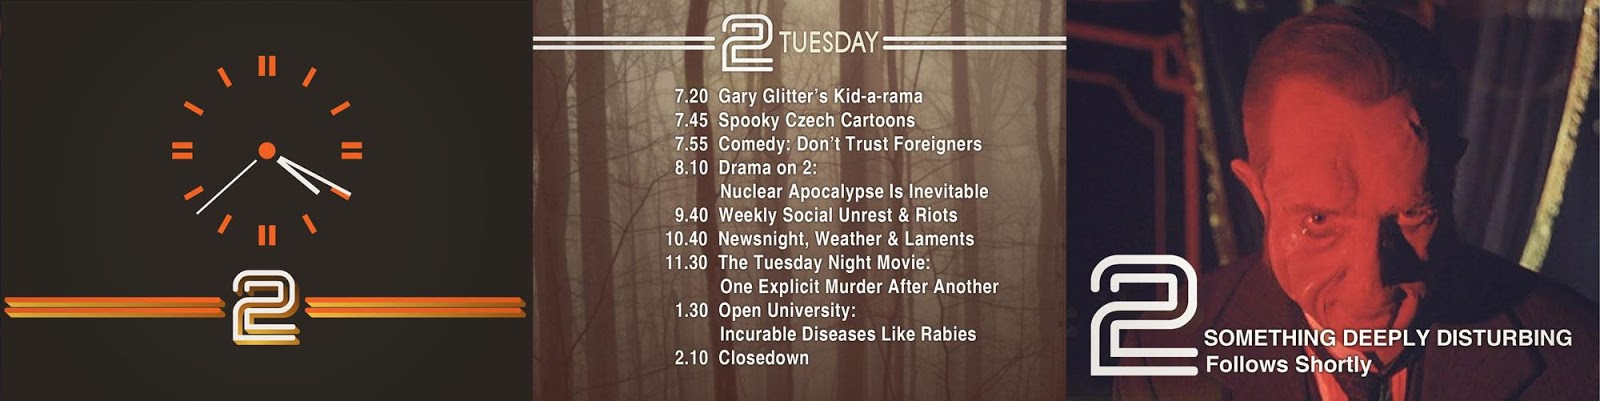 2
2 TUESDAY
7.20 Gary Glitter's Kid-a-rama
7.45 Spooky Czech Cartoons
7.55 Comedy: Don't Trust Foreigners
8.10 Drama on 2:
Nuclear Apocalypse Is Inevitable
9.40 Weekly Social Unrest & Riots
10.40 Newsnight, Weather & Laments
11.30 The Tuesday Night Movie:
One Explicit Murder After Another
1.30 Open University:
Incurable Diseases Like Rabies
2.10 Closedown
2 SOMETHING DEEPLY DISTURBING
Follows Shortly